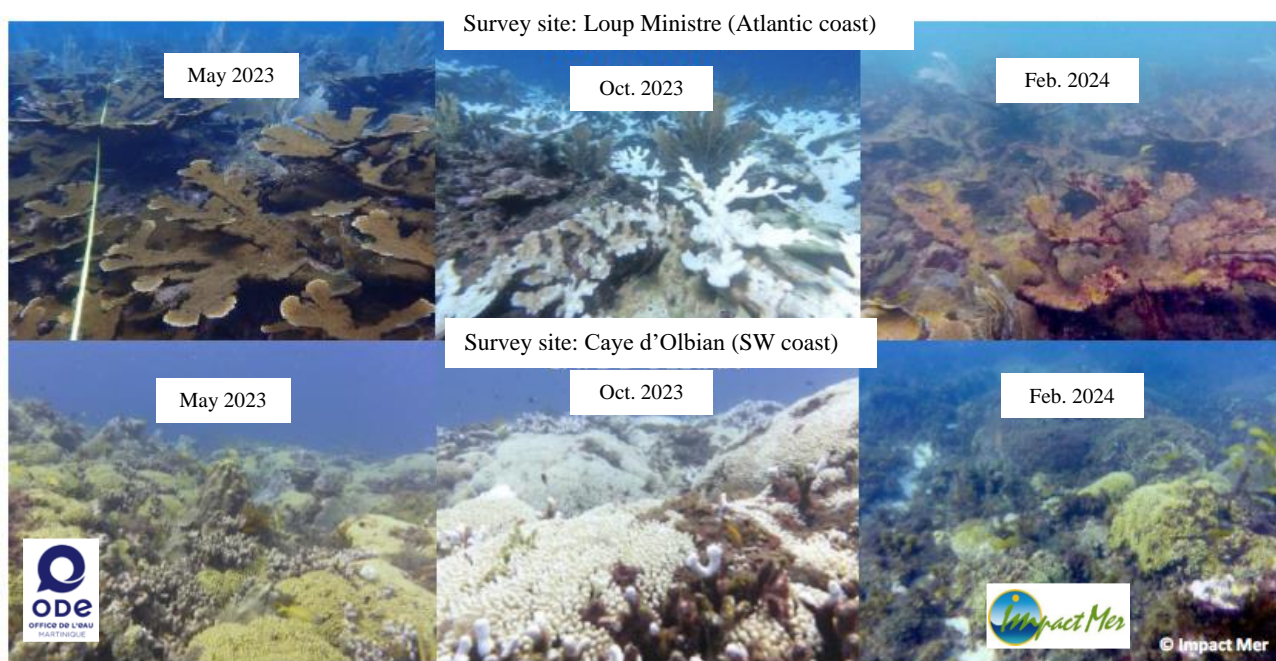 Survey site: Loup Ministre (Atlantic coast)
May 2023
Oct. 2023
Feb. 2024
Survey site: Caye d’Olbian (SW coast)
May 2023
Oct. 2023
Feb. 2024
ODe
OFFICE DE L'EAU
MARTINIQUE
Impact Mer
© Impact Mer